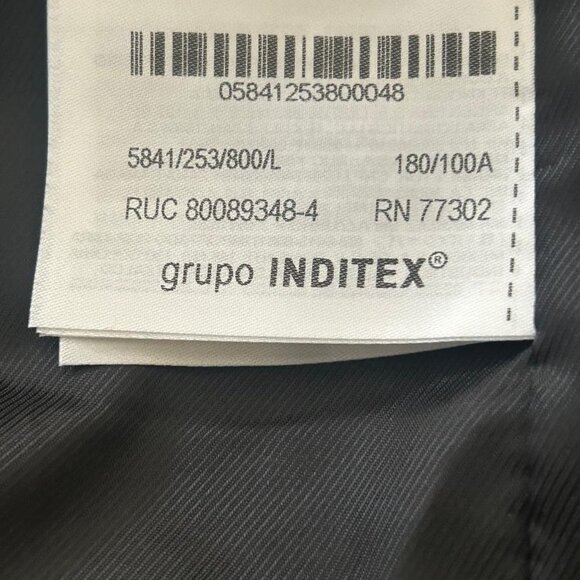 05841253800048
5841/253/800/L 180/100A
RUC 80089348-4 RN 77302
grupo INDITEX®